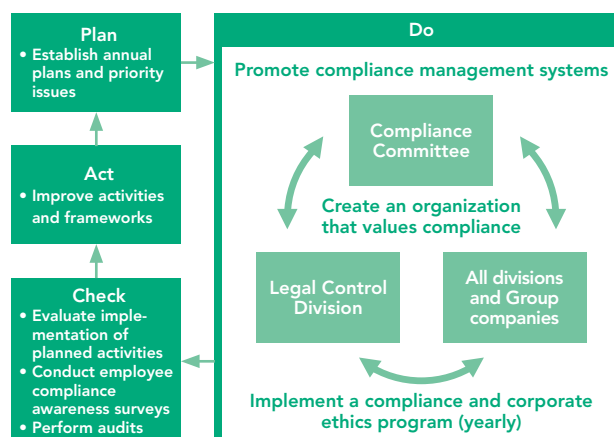 Plan
• Establish annual
plans and priority
issues
Act
• Improve activities
and frameworks
Check
• Evaluate imple-
mentation of
planned activities
• Conduct employee
compliance
awareness surveys
• Perform audits
Do
Promote compliance management systems
Compliance
Committee
Create an organization
that values compliance
Legal Control
Division
All divisions
and Group
companies
Implement a compliance and corporate
ethics program (yearly)